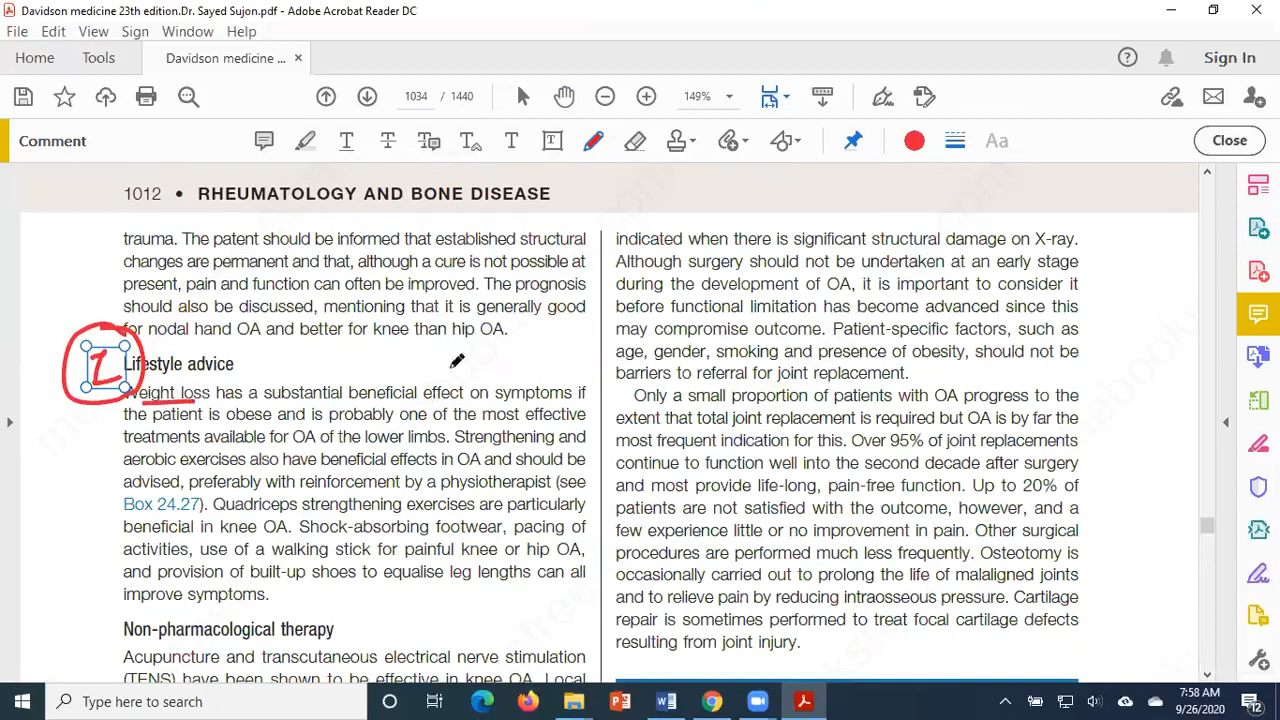 Davidson medicine 23th edition.Dr. Sayed Sujon.pdf - Adobe Acrobat Reader DC
File Edit View Sign Window Help
Home Tools Davidson medicine ... ×
Sign In
1034 / 1440
149%
Comment
Close
1012 • RHEUMATOLOGY AND BONE DISEASE
trauma. The patent should be informed that established structural
changes are permanent and that, although a cure is not possible at
present, pain and function can often be improved. The prognosis
should also be discussed, mentioning that it is generally good
for nodal hand OA and better for knee than hip OA.
Lifestyle advice
Weight loss has a substantial beneficial effect on symptoms if
the patient is obese and is probably one of the most effective
treatments available for OA of the lower limbs. Strengthening and
aerobic exercises also have beneficial effects in OA and should be
advised, preferably with reinforcement by a physiotherapist (see
Box 24.27). Quadriceps strengthening exercises are particularly
beneficial in knee OA. Shock-absorbing footwear, pacing of
activities, use of a walking stick for painful knee or hip OA,
and provision of built-up shoes to equalise leg lengths can all
improve symptoms.
Non-pharmacological therapy
Acupuncture and transcutaneous electrical nerve stimulation
(TENS) have been shown to be effective in knee OA. Local
indicated when there is significant structural damage on X-ray.
Although surgery should not be undertaken at an early stage
during the development of OA, it is important to consider it
before functional limitation has become advanced since this
may compromise outcome. Patient-specific factors, such as
age, gender, smoking and presence of obesity, should not be
barriers to referral for joint replacement.
Only a small proportion of patients with OA progress to the
extent that total joint replacement is required but OA is by far the
most frequent indication for this. Over 95% of joint replacements
continue to function well into the second decade after surgery
and most provide life-long, pain-free function. Up to 20% of
patients are not satisfied with the outcome, however, and a
few experience little or no improvement in pain. Other surgical
procedures are performed much less frequently. Osteotomy is
occasionally carried out to prolong the life of malaligned joints
and to relieve pain by reducing intraosseous pressure. Cartilage
repair is sometimes performed to treat focal cartilage defects
resulting from joint injury.
Type here to search
7:58 AM
9/26/2020
12